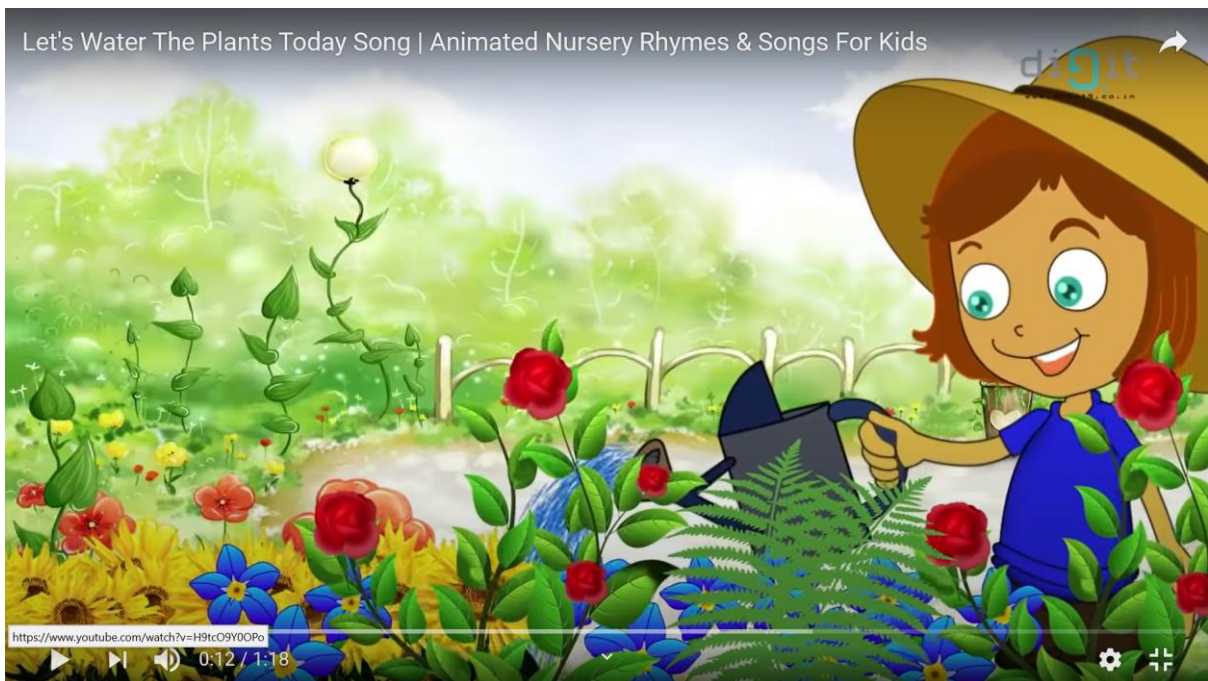 Let's Water The Plants Today Song | Animated Nursery Rhymes & Songs For Kids
digit
https://www.youtube.com/watch?v=H9tcO9Y0OPo
0:12 / 1:18